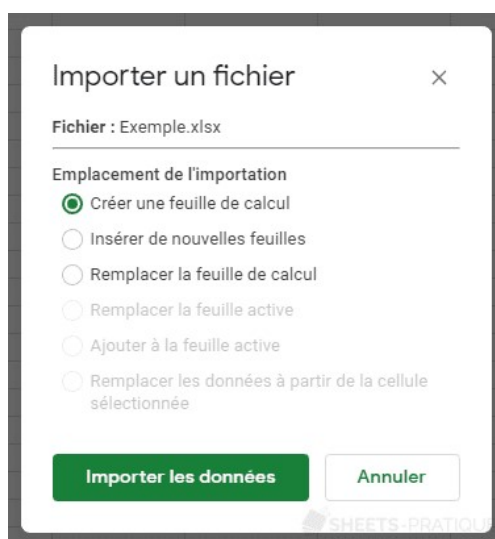 Importer un fichier
Fichier : Exemple.xlsx
Emplacement de l'importation
Créer une feuille de calcul
Insérer de nouvelles feuilles
Remplacer la feuille de calcul
Remplacer la feuille active
Ajouter à la feuille active
Remplacer les données à partir de la cellule
sélectionnée
Importer les données Annuler
SHEETS-PRATIQUE